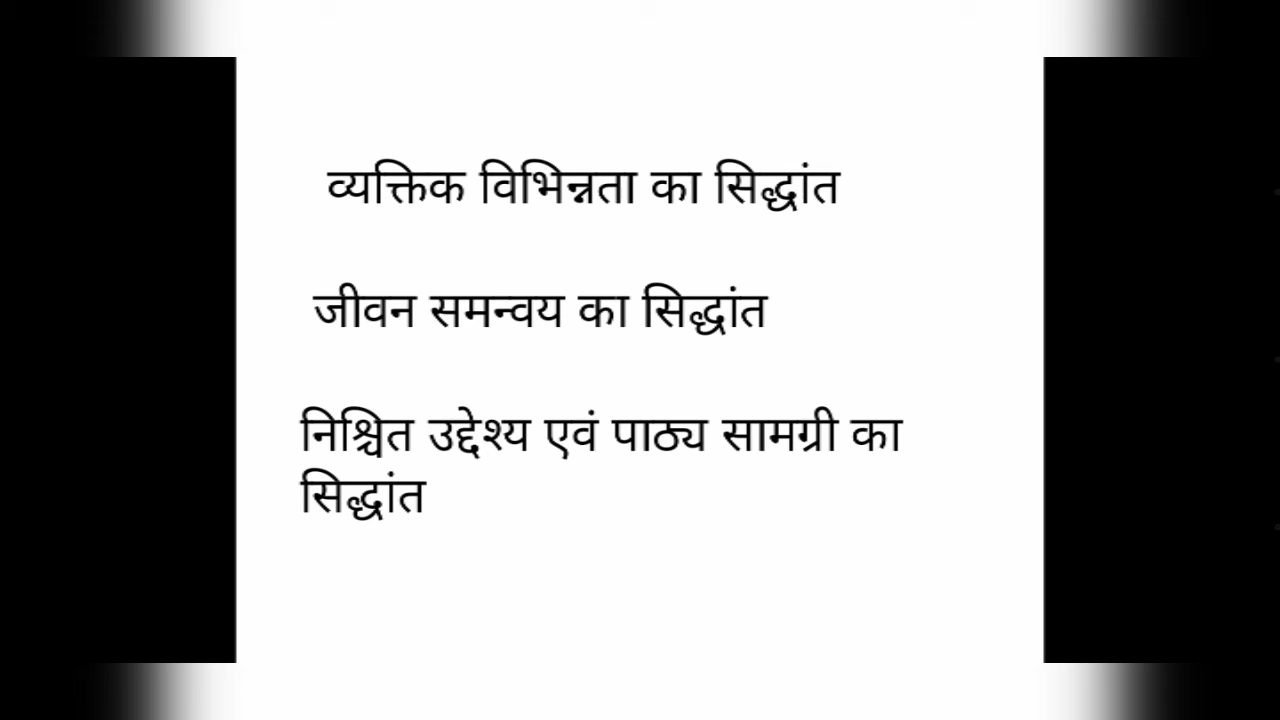 व्यक्तिक विभिन्नता का सिद्धांत
जीवन समन्वय का सिद्धांत
निश्चित उद्देश्य एवं पाठ्य सामग्री का
सिद्धांत